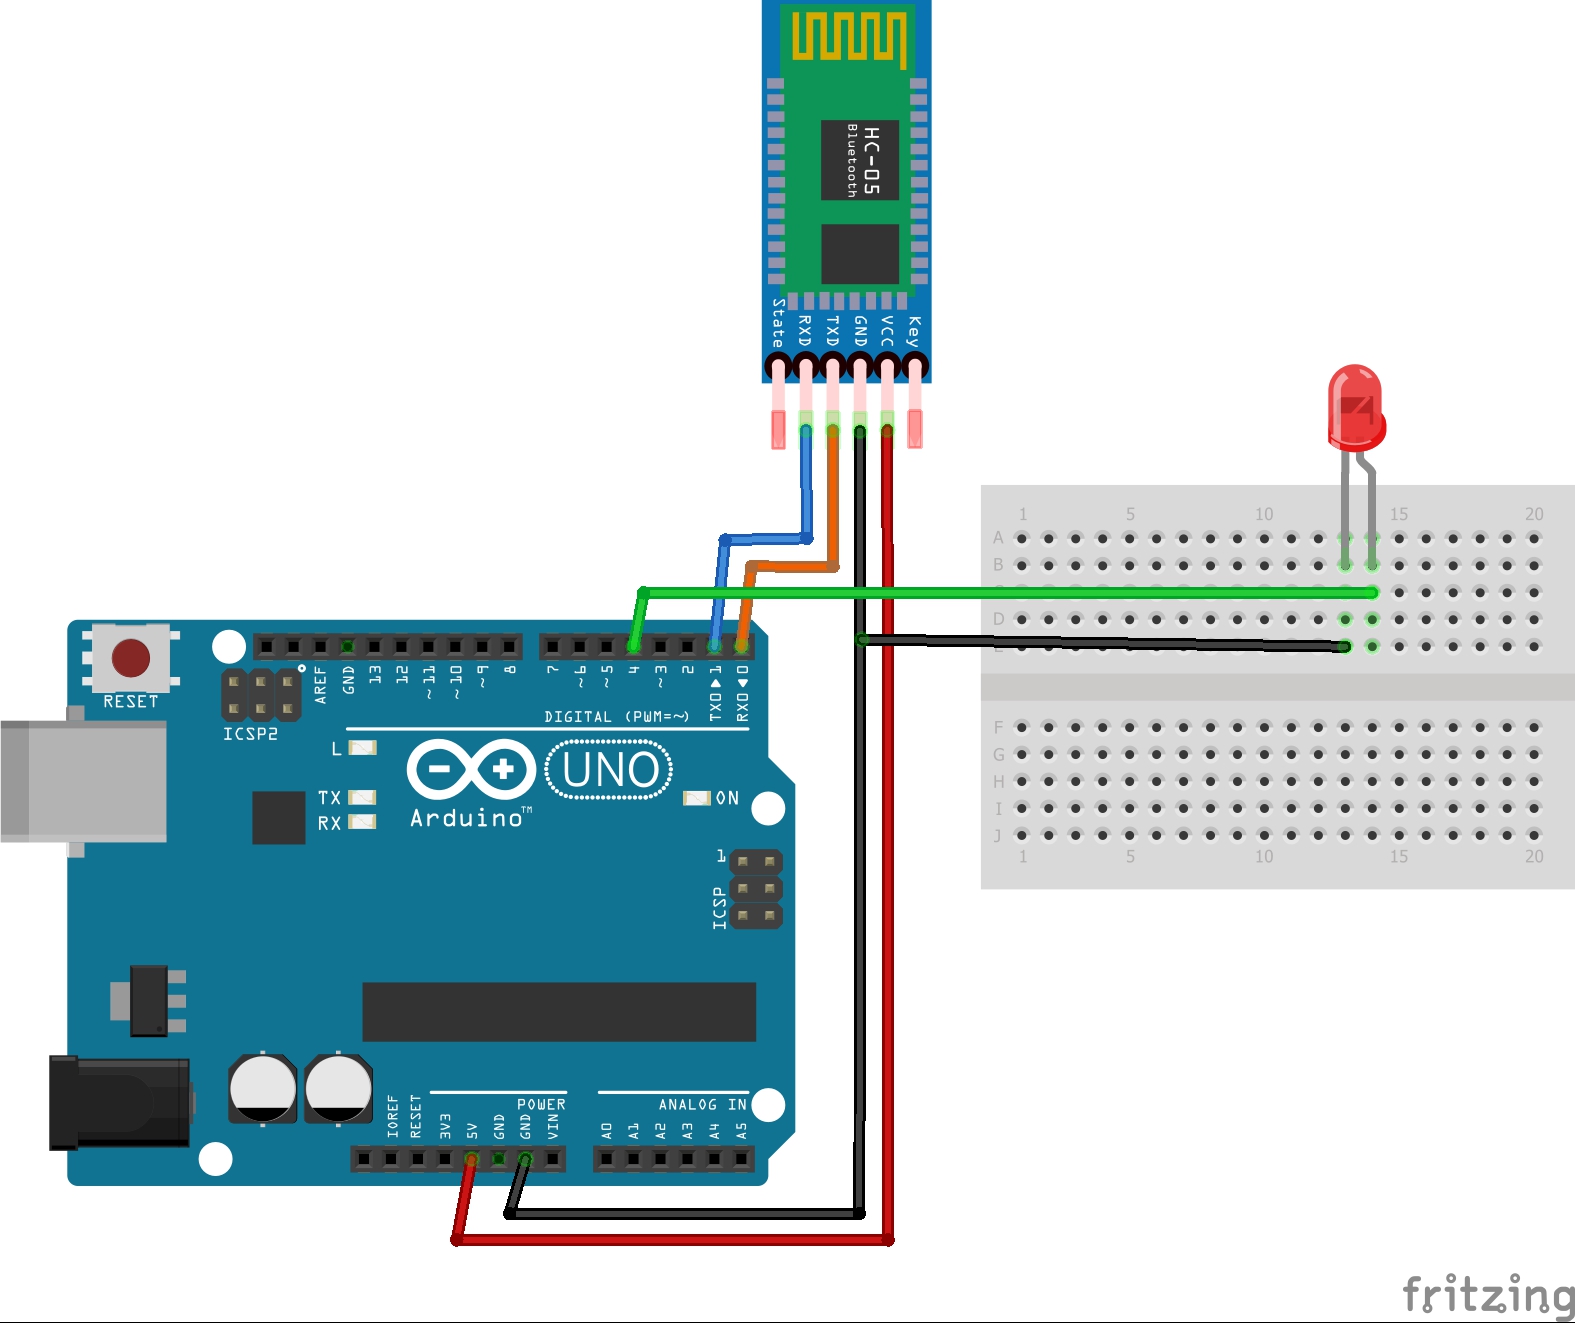 HC-05
Bluetooth
State
RXD
TXD
GND
VCC
Key
1 5 10 15 20
A
B
D
E
F
G
H
I
J
1 5 10 15 20
RESET
ICSP2
AREF
GND
13
12
~11
~10
~9
8
7
~6
~5
4
~3
2
TX0▶1
RX0◀0
DIGITAL (PWM=~)
L
TX
RX
UNO
Arduino™
ON
1
ICSP
IOREF
RESET
3V3
5V
GND
GND
VIN
POWER
ANALOG IN
A0
A1
A2
A3
A4
A5
fritzing